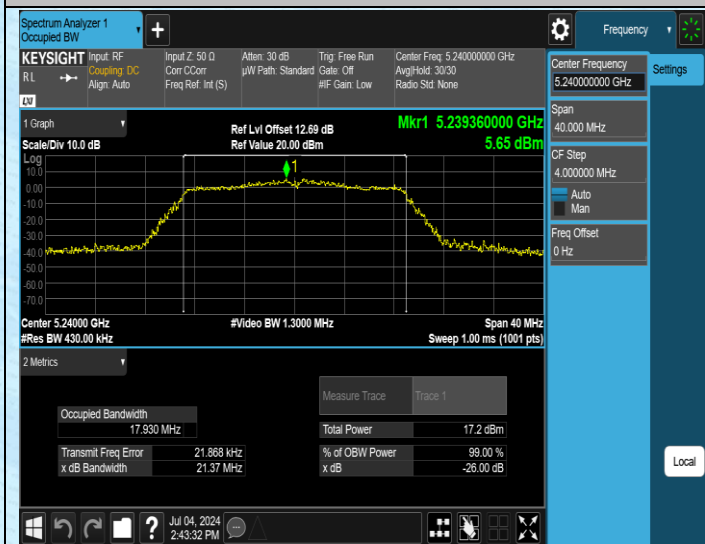 Spectrum Analyzer 1
Occupied BW
+
Frequency
KEYSIGHT
R L
LXI
Input: RF
Coupling: DC
Align: Auto
Input Z: 50 Ω
Corr CCorr
Freq Ref: Int (S)
Atten: 30 dB
µW Path: Standard
Trig: Free Run
Gate: Off
#IF Gain: Low
Center Freq: 5.240000000 GHz
Avg|Hold: 30/30
Radio Std: None
Center Frequency
5.240000000 GHz
Settings
Span
40.000 MHz
CF Step
4.000000 MHz
Auto
Man
Freq Offset
0 Hz
Local
1 Graph
Scale/Div 10.0 dB
Ref Lvl Offset 12.69 dB
Ref Value 20.00 dBm
Mkr1 5.239360000 GHz
5.65 dBm
Log
10.0
0.00
-10.0
-20.0
-30.0
-40.0
-50.0
-60.0
-70.0
1
Center 5.24000 GHz
#Res BW 430.00 kHz
#Video BW 1.3000 MHz
Span 40 MHz
Sweep 1.00 ms (1001 pts)
2 Metrics
Measure Trace Trace 1
Occupied Bandwidth
17.930 MHz
Total Power 17.2 dBm
Transmit Freq Error 21.868 kHz
% of OBW Power 99.00 %
x dB Bandwidth 21.37 MHz
x dB -26.00 dB
?
Jul 04, 2024
2:43:32 PM